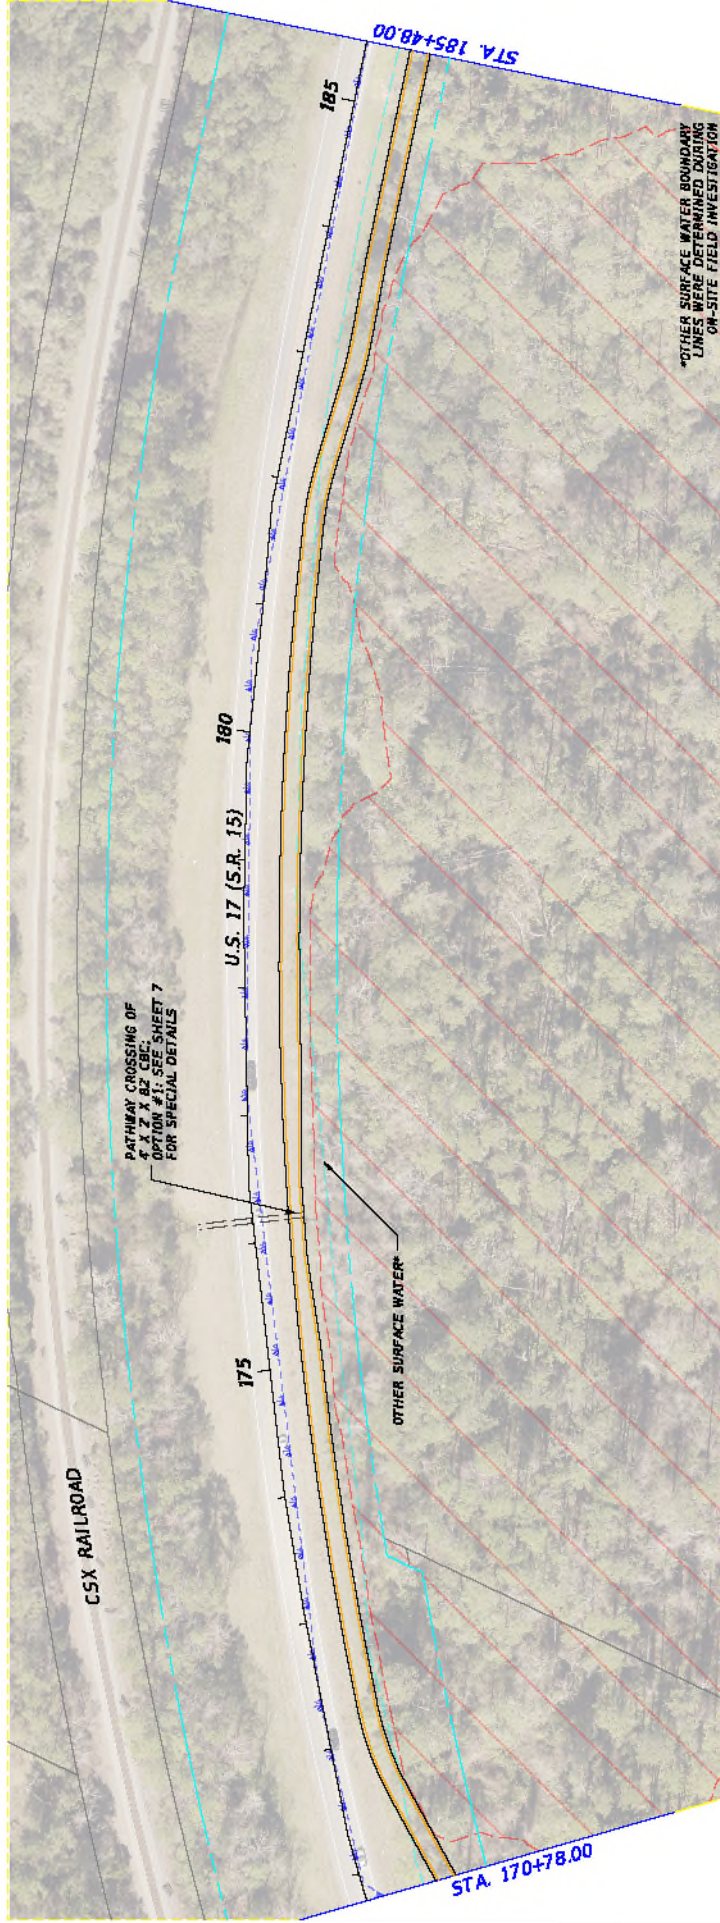 STA. 185+48.00
185
*OTHER SURFACE WATER BOUNDARY
LINES WERE DETERMINED DURING
ON-SITE FIELD INVESTIGATION
180
U.S. 17 (S.R. 15)
PATHWAY CROSSING OF
4' X 2' X 82' CBC;
OPTION #1: SEE SHEET 7
FOR SPECIAL DETAILS
OTHER SURFACE WATER*
175
CSX RAILROAD
STA. 170+78.00